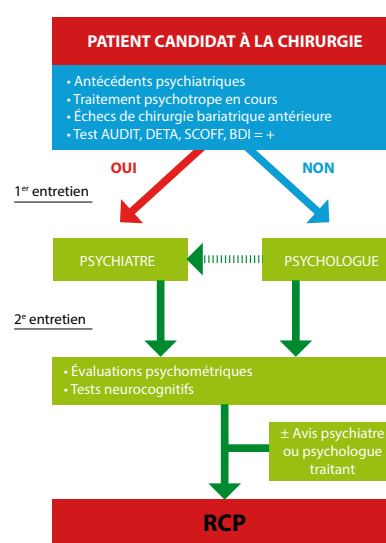 PATIENT CANDIDAT À LA CHIRURGIE
• Antécédents psychiatriques
• Traitement psychotrope en cours
• Échecs de chirurgie bariatrique antérieure
• Test AUDIT, DETA, SCOFF, BDI = +
OUI
NON
1er entretien
PSYCHIATRE
PSYCHOLOGUE
2e entretien
• Évaluations psychométriques
• Tests neurocognitifs
± Avis psychiatre
ou psychologue
traitant
RCP